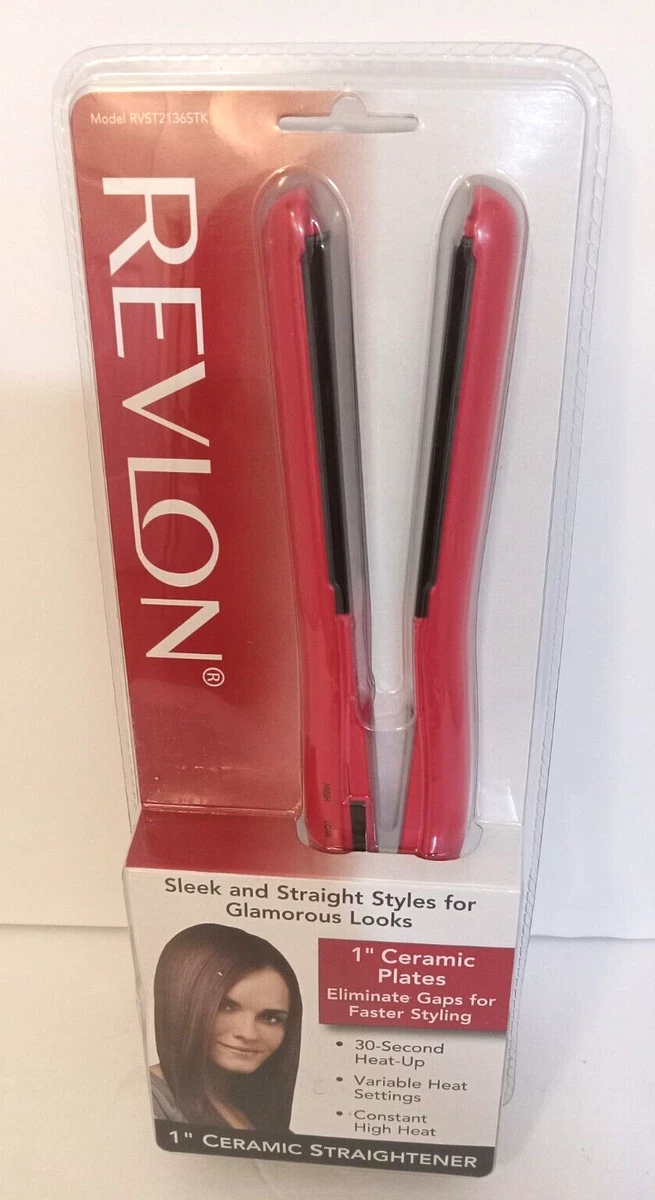 Model RVST2136STK
REVLON®
HIGH
LOW
Sleek and Straight Styles for
Glamorous Looks
1" Ceramic
Plates
Eliminate Gaps for
Faster Styling
• 30-Second
Heat-Up
• Variable Heat
Settings
• Constant
High Heat
1" CERAMIC STRAIGHTENER